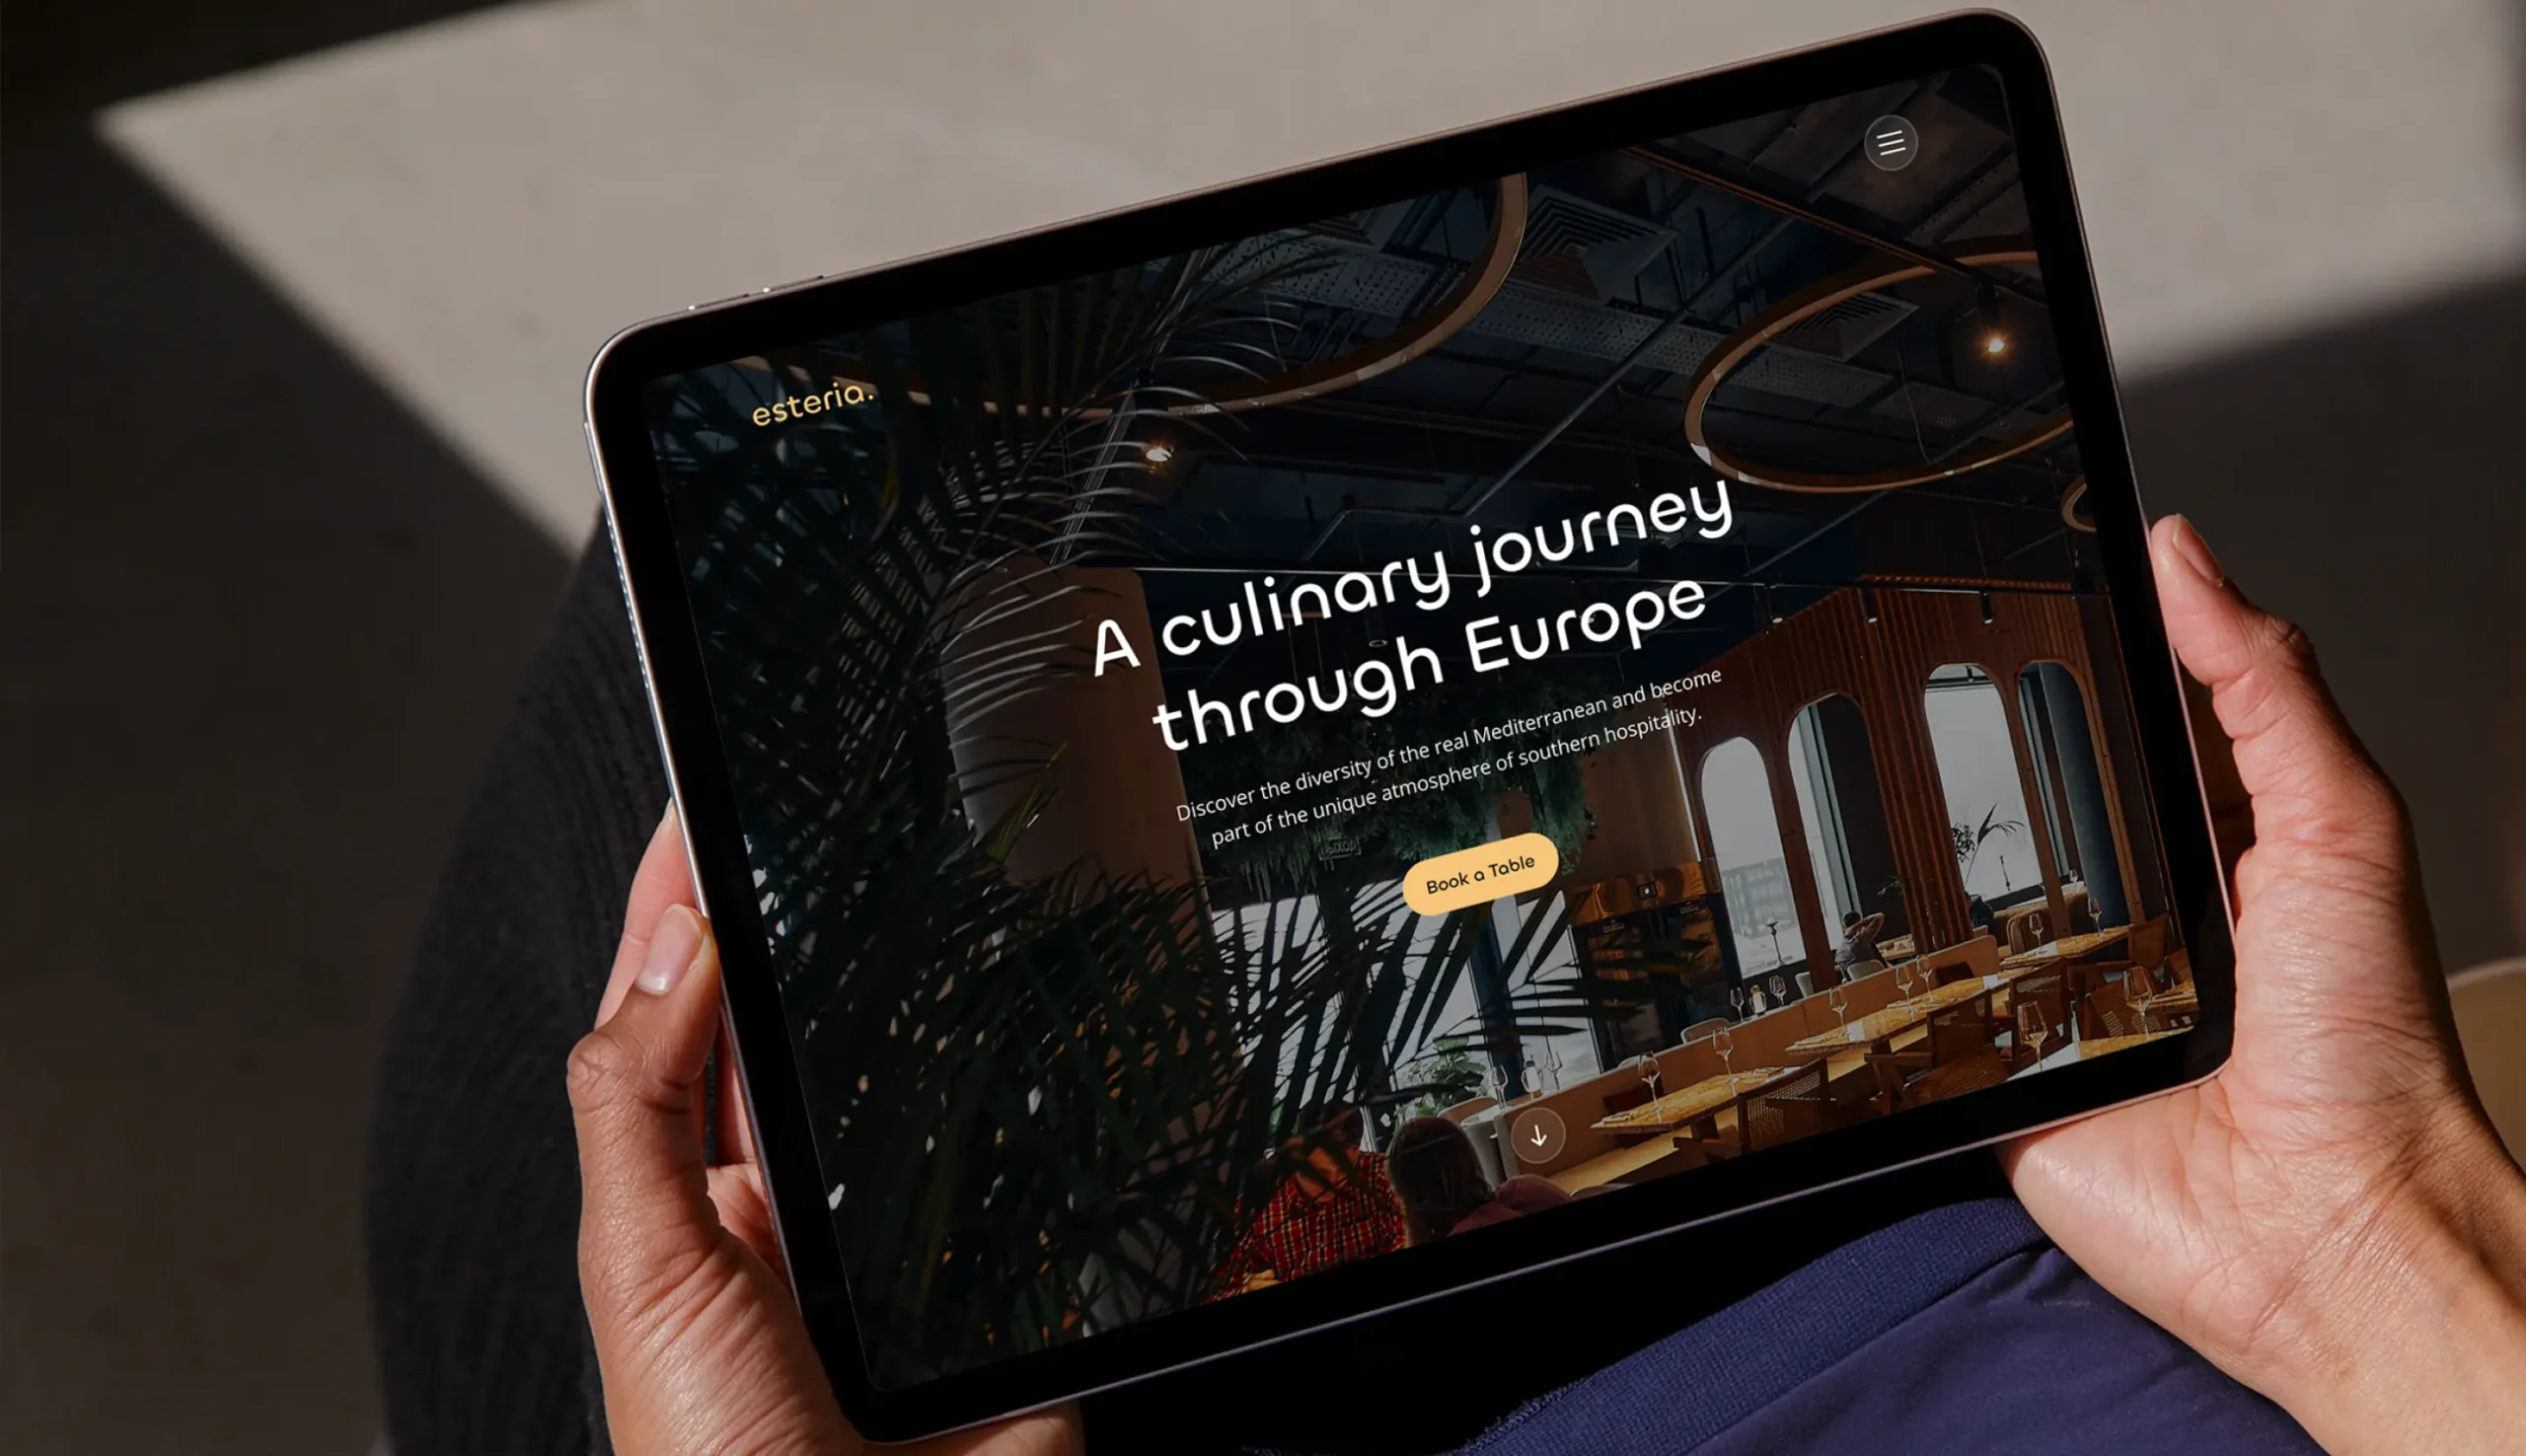 esteria.
A culinary journey
through Europe
Discover the diversity of the real Mediterranean and become
part of the unique atmosphere of southern hospitality.
Book a Table